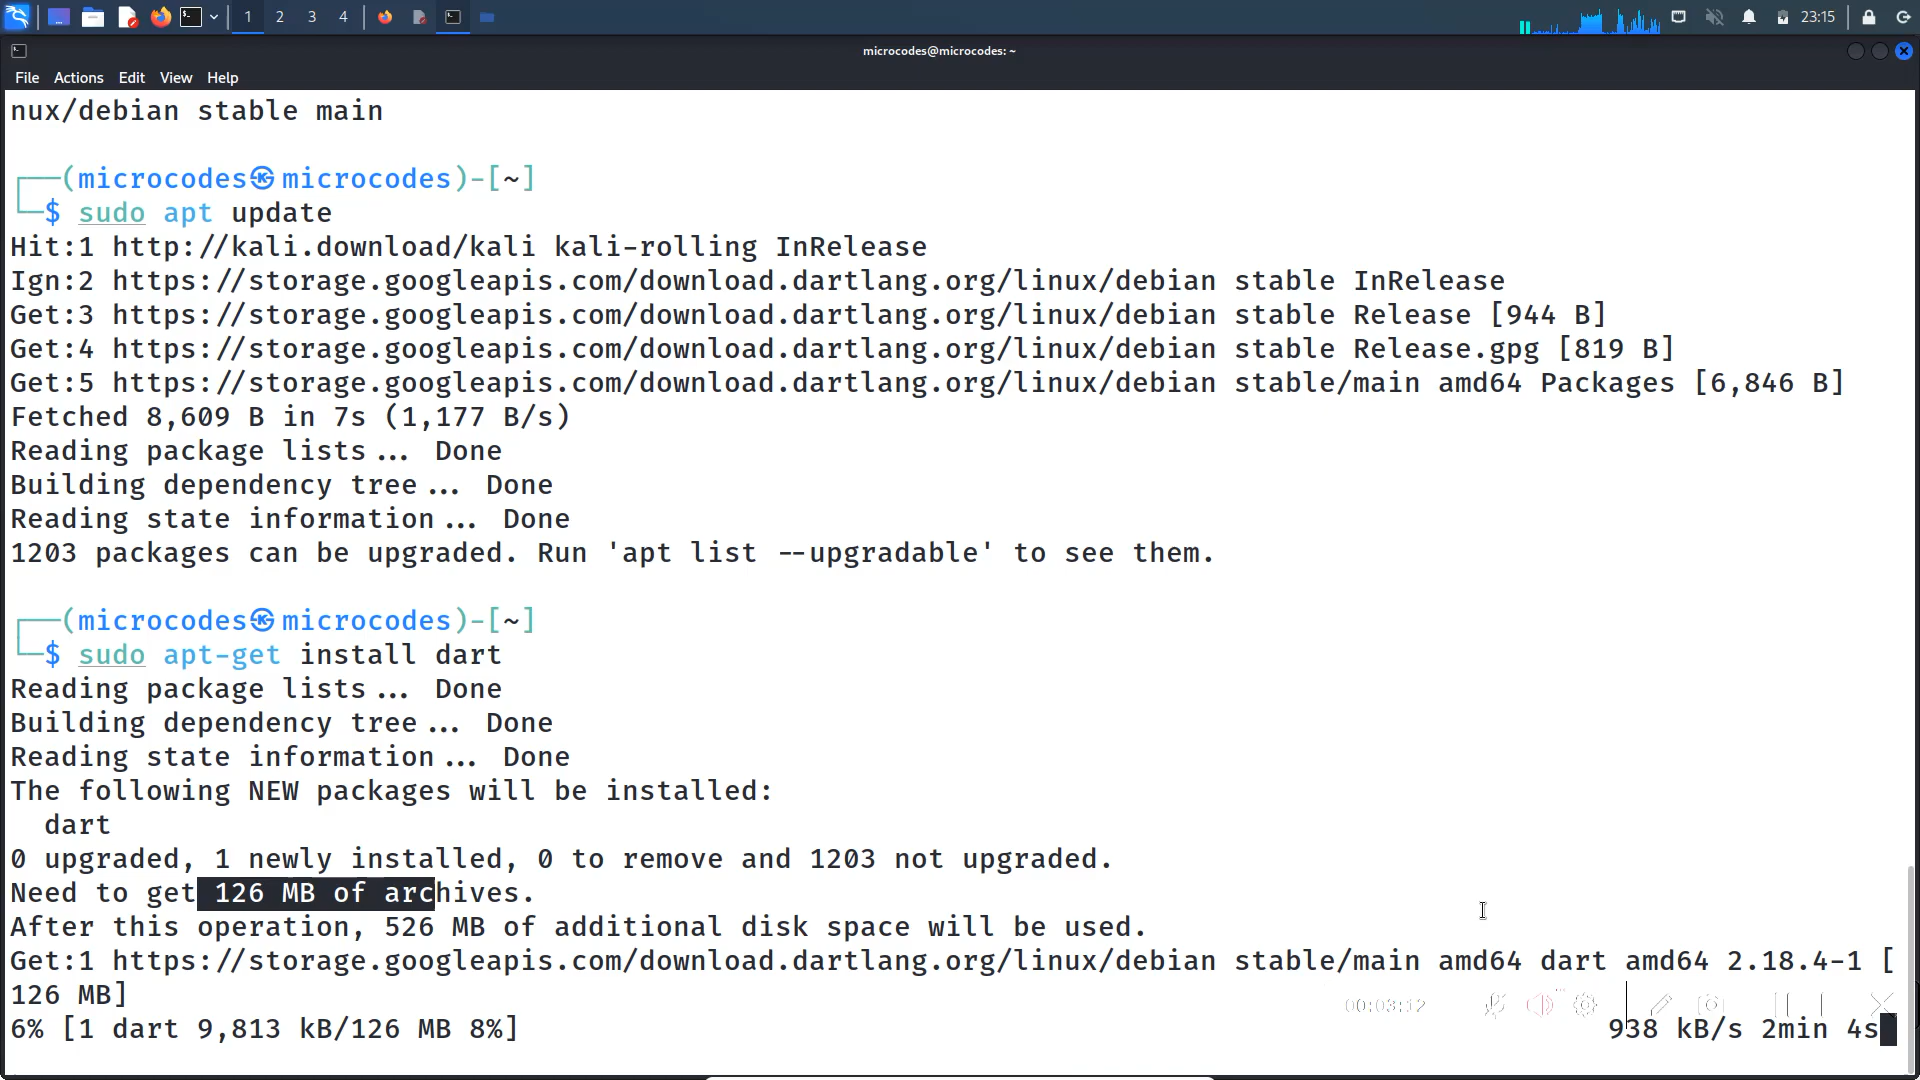 1 2 3 4 23:15
microcodes@microcodes: ~
File Actions Edit View Help
nux/debian stable main
┌──(microcodes㉿microcodes)-[~]
└─$ sudo apt update
Hit:1 http://kali.download/kali kali-rolling InRelease
Ign:2 https://storage.googleapis.com/download.dartlang.org/linux/debian stable InRelease
Get:3 https://storage.googleapis.com/download.dartlang.org/linux/debian stable Release [944 B]
Get:4 https://storage.googleapis.com/download.dartlang.org/linux/debian stable Release.gpg [819 B]
Get:5 https://storage.googleapis.com/download.dartlang.org/linux/debian stable/main amd64 Packages [6,846 B]
Fetched 8,609 B in 7s (1,177 B/s)
Reading package lists... Done
Building dependency tree... Done
Reading state information... Done
1203 packages can be upgraded. Run 'apt list --upgradable' to see them.
┌──(microcodes㉿microcodes)-[~]
└─$ sudo apt-get install dart
Reading package lists... Done
Building dependency tree... Done
Reading state information... Done
The following NEW packages will be installed:
dart
0 upgraded, 1 newly installed, 0 to remove and 1203 not upgraded.
Need to get 126 MB of archives.
After this operation, 526 MB of additional disk space will be used.
Get:1 https://storage.googleapis.com/download.dartlang.org/linux/debian stable/main amd64 dart amd64 2.18.4-1 [
126 MB]
00:03:12
6% [1 dart 9,813 kB/126 MB 8%] 938 kB/s 2min 4s